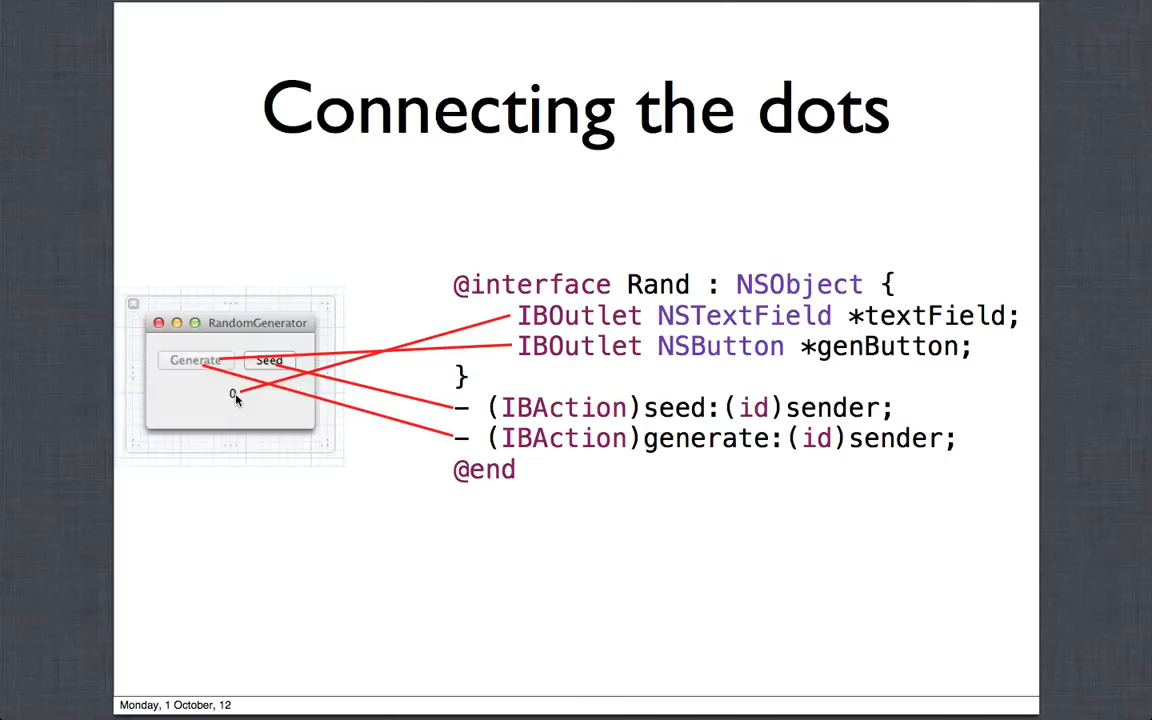 Connecting the dots
RandomGenerator
Generate Seed
0
@interface Rand : NSObject {
IBOutlet NSTextField *textField;
IBOutlet NSButton *genButton;
}
- (IBAction)seed:(id)sender;
- (IBAction)generate:(id)sender;
@end
Monday, 1 October, 12